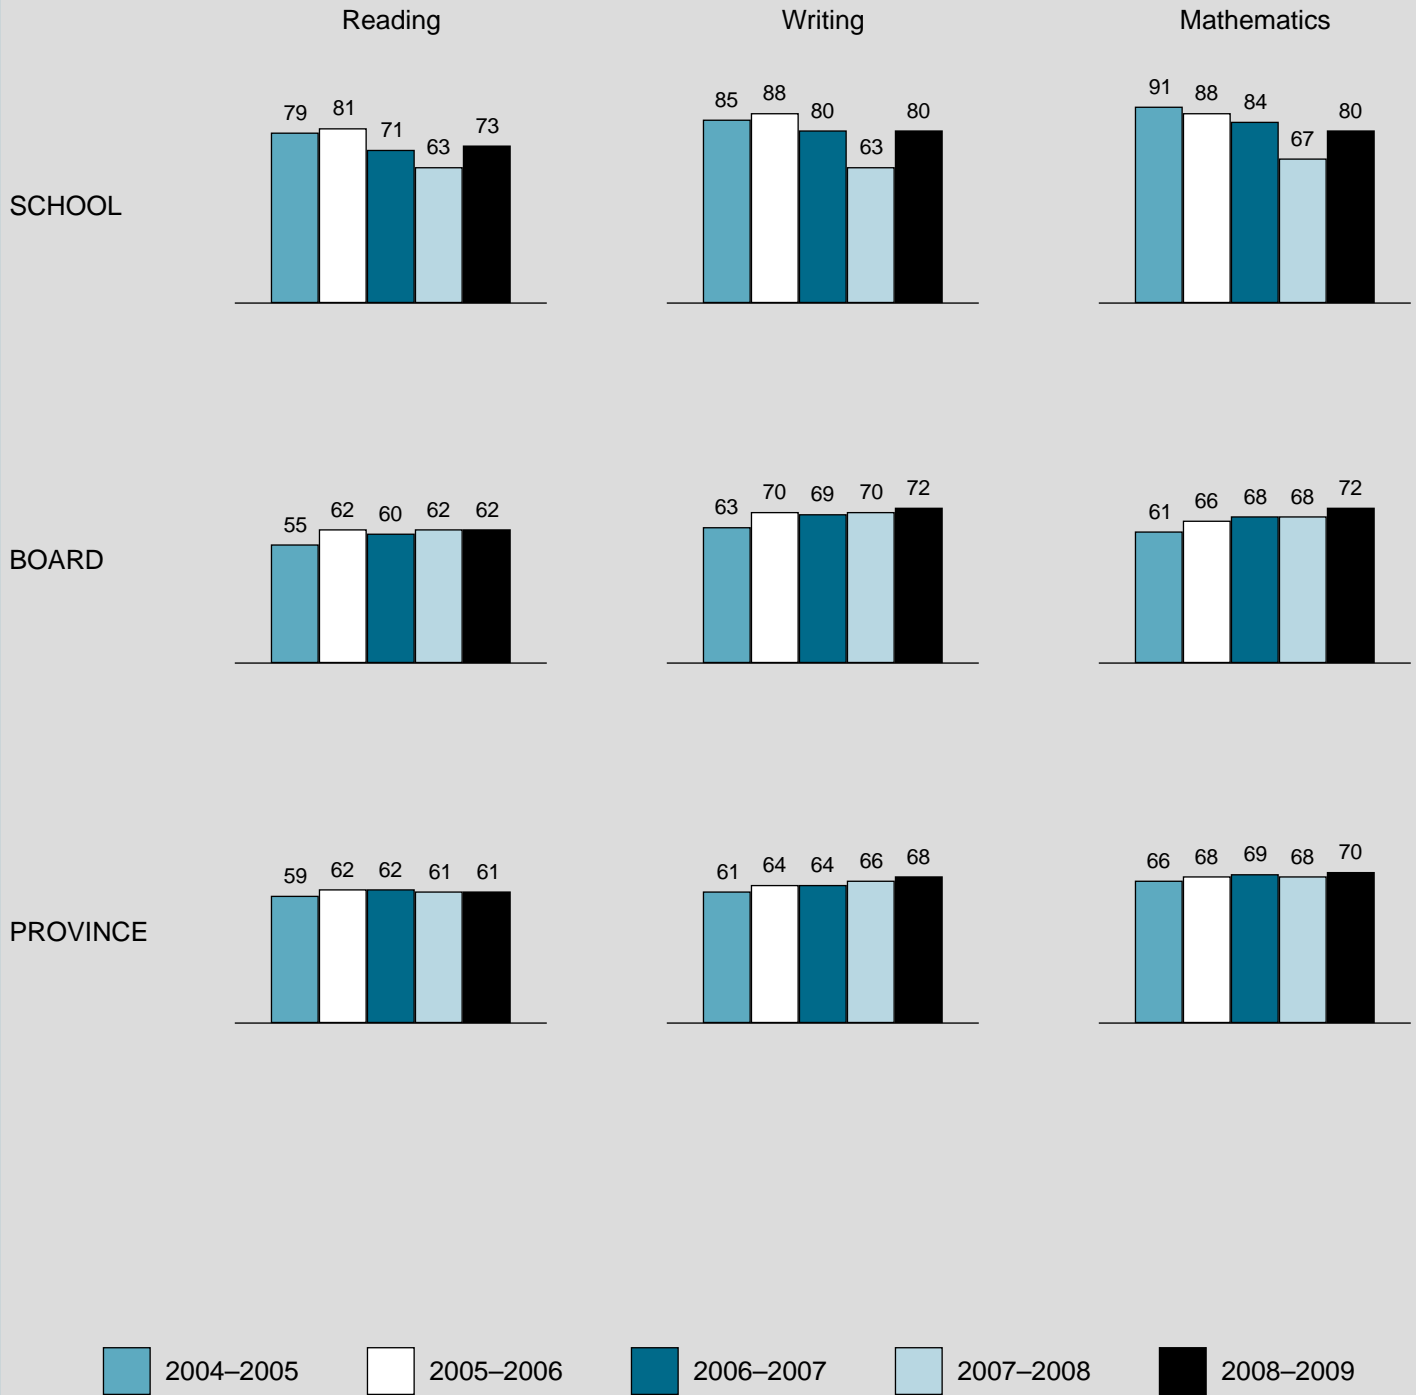 Reading Writing Mathematics
SCHOOL
79 81 71 63 73
85 88 80 63 80
91 88 84 67 80
BOARD
55 62 60 62 62
63 70 69 70 72
61 66 68 68 72
PROVINCE
59 62 62 61 61
61 64 64 66 68
66 68 69 68 70
2004–2005 2005–2006 2006–2007 2007–2008 2008–2009